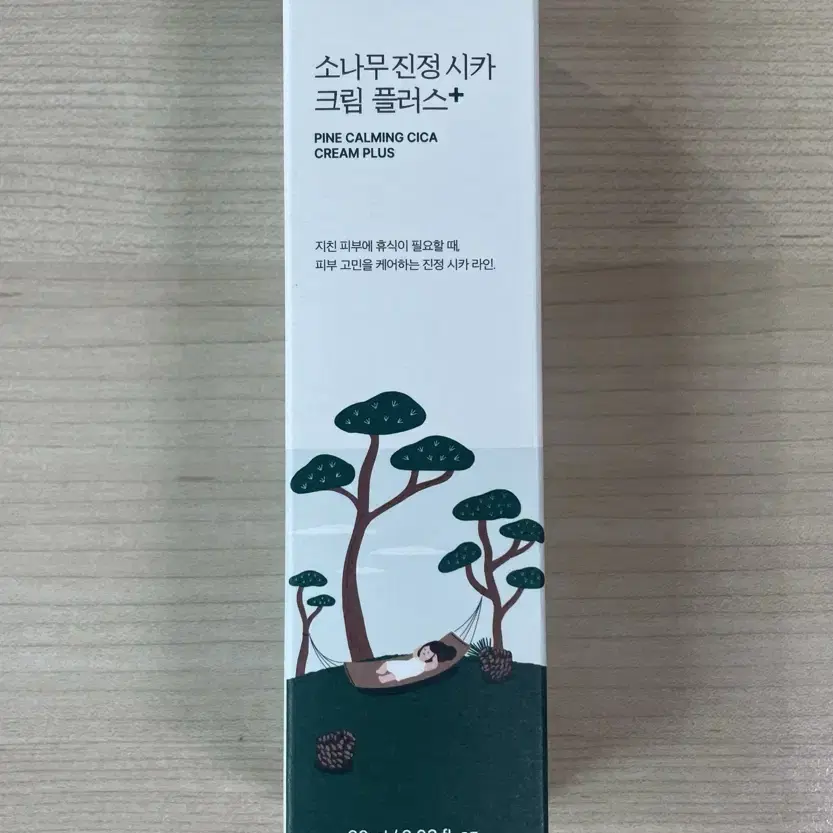 소나무 진정 시카
크림 플러스+
PINE CALMING CICA
CREAM PLUS
지친 피부에 휴식이 필요할 때,
피부 고민을 케어하는 진정 시카 라인.